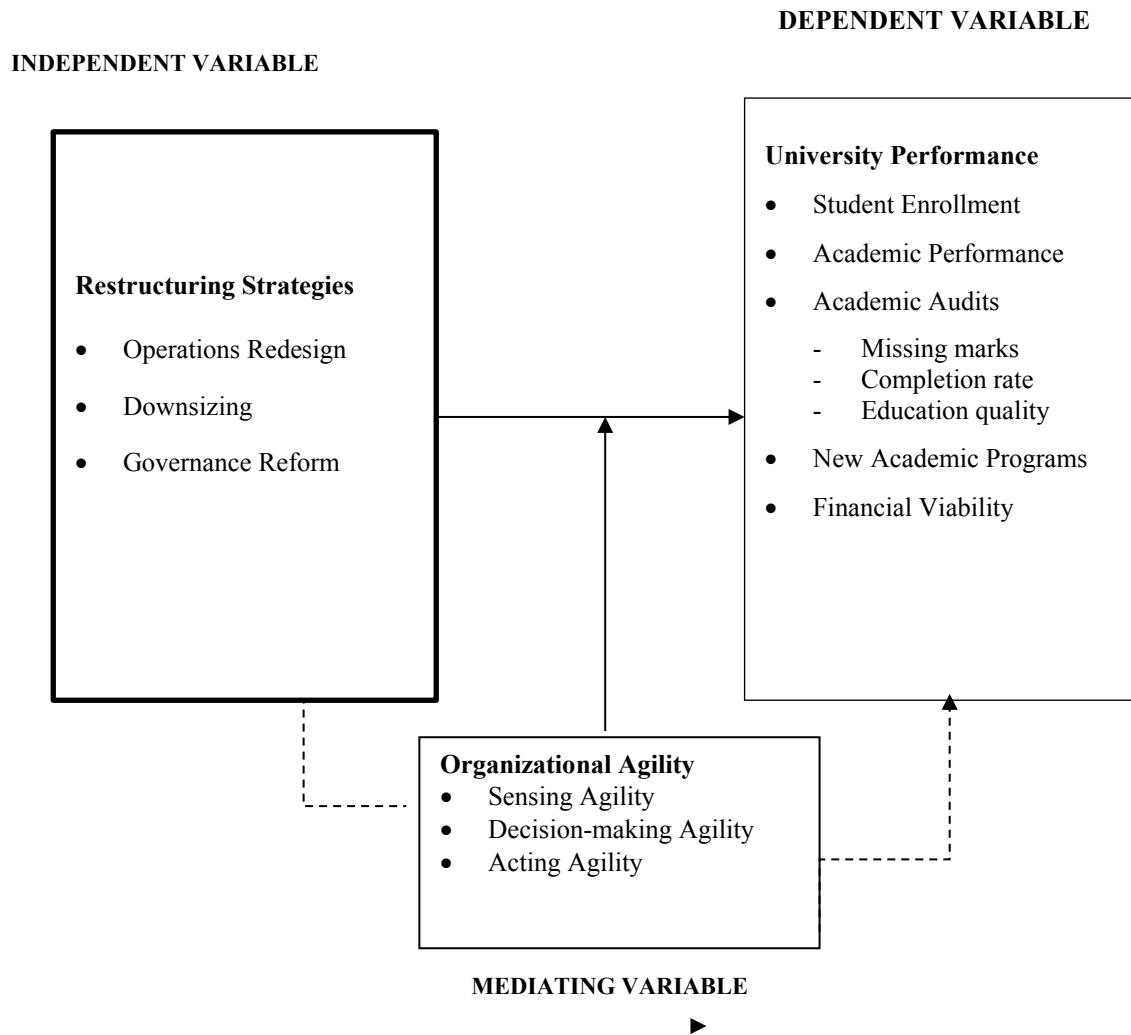 DEPENDENT VARIABLE
INDEPENDENT VARIABLE
Restructuring Strategies
• Operations Redesign
• Downsizing
• Governance Reform
University Performance
• Student Enrollment
• Academic Performance
• Academic Audits
- Missing marks
- Completion rate
- Education quality
• New Academic Programs
• Financial Viability
Organizational Agility
• Sensing Agility
• Decision-making Agility
• Acting Agility
MEDIATING VARIABLE